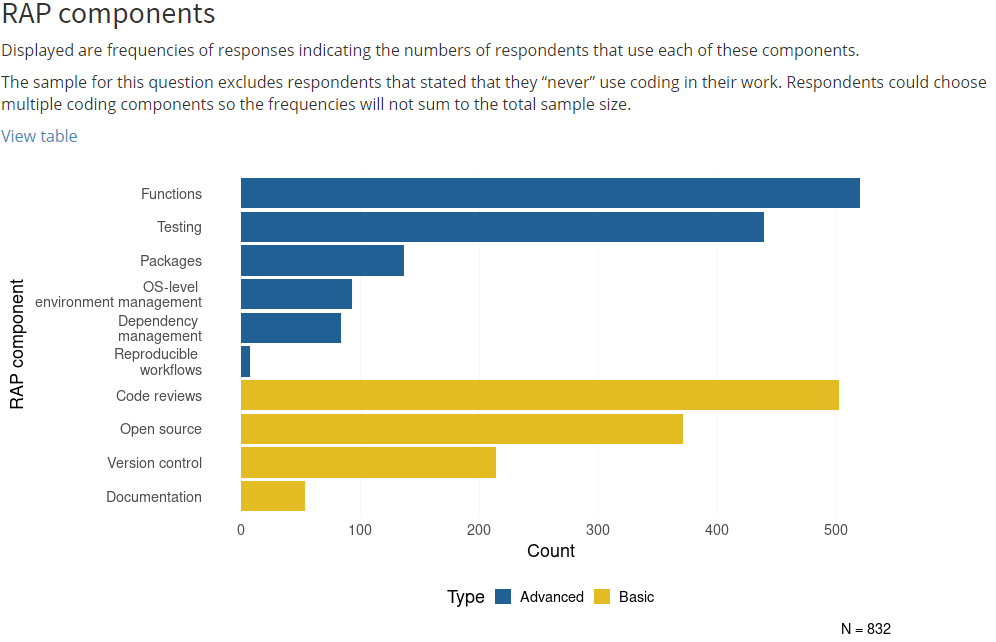 RAP components
Displayed are frequencies of responses indicating the numbers of respondents that use each of these components.
The sample for this question excludes respondents that stated that they “never” use coding in their work. Respondents could choose
multiple coding components so the frequencies will not sum to the total sample size.
View table
RAP component
Functions
Testing
Packages
OS-level
environment management
Dependency
management
Reproducible
workflows
Code reviews
Open source
Version control
Documentation
0 100 200 300 400 500
Count
Type Advanced Basic
N = 832